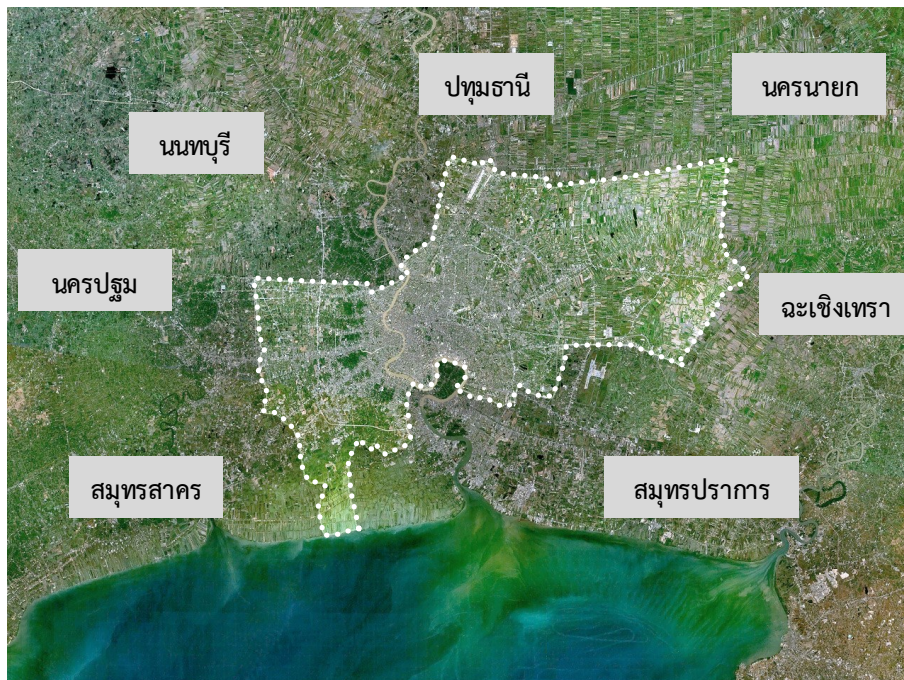 ปทุมธานี
นครนายก
นนทบุรี
นครปฐม
ฉะเชิงเทรา
สมุทรสาคร
สมุทรปราการ